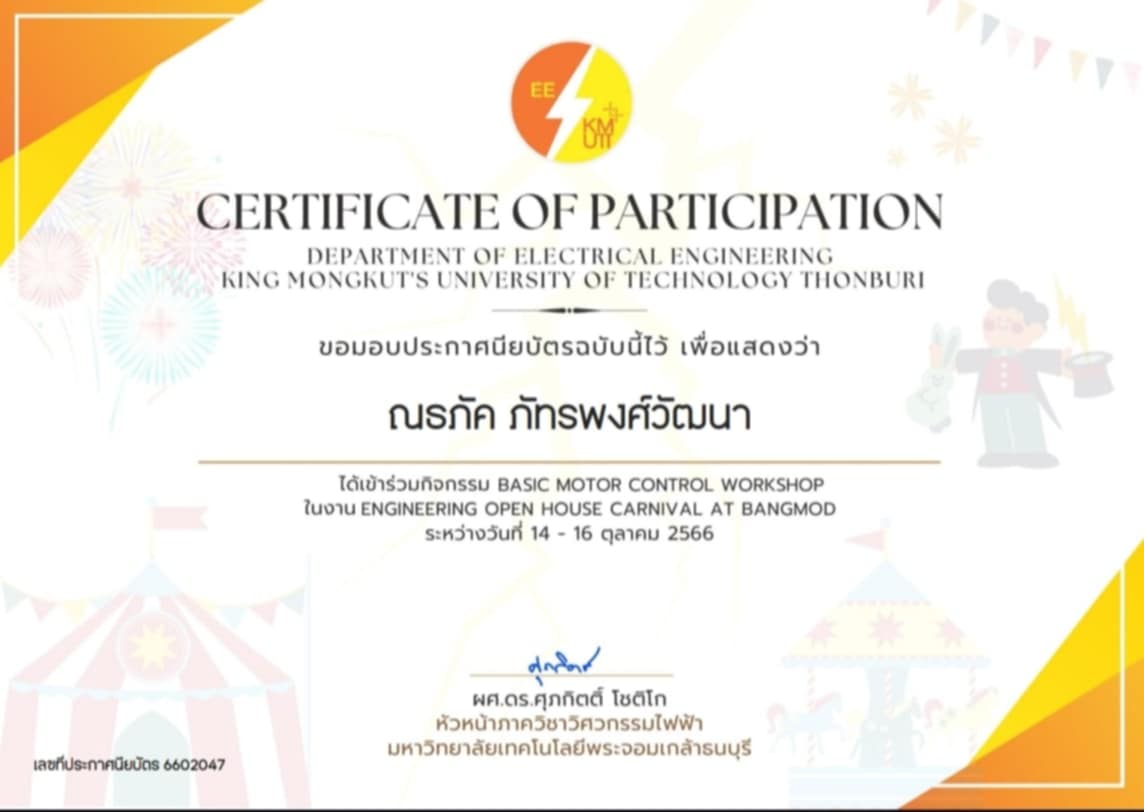 EE
KM
UTT
CERTIFICATE OF PARTICIPATION
DEPARTMENT OF ELECTRICAL ENGINEERING
KING MONGKUT'S UNIVERSITY OF TECHNOLOGY THONBURI
ขอมอบประกาศนียบัตรฉบับนี้ไว้ เพื่อแสดงว่า
ณธภัค ภัทรพงศ์วัฒนา
ได้เข้าร่วมกิจกรรม BASIC MOTOR CONTROL WORKSHOP
ในงาน ENGINEERING OPEN HOUSE CARNIVAL AT BANGMOD
ระหว่างวันที่ 14 - 16 ตุลาคม 2566
ผศ.ดร.ศุภกิตติ์ โชติโก
หัวหน้าภาควิชาวิศวกรรมไฟฟ้า
มหาวิทยาลัยเทคโนโลยีพระจอมเกล้าธนบุรี
เลขที่ประกาศนียบัตร 6602047